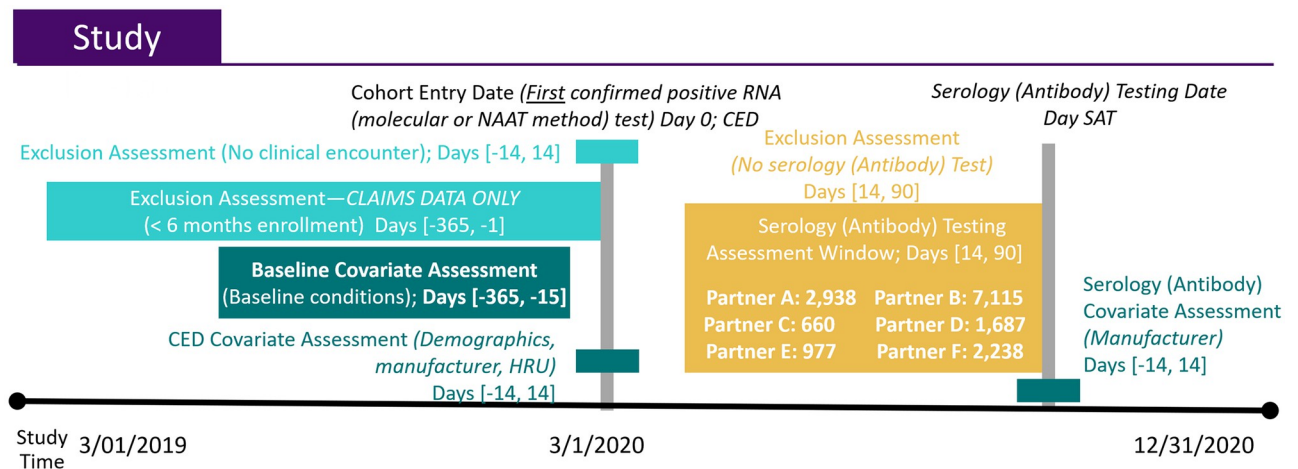 Study
Cohort Entry Date (First confirmed positive RNA
(molecular or NAAT method) test) Day 0; CED
Serology (Antibody) Testing Date
Day SAT
Exclusion Assessment (No clinical encounter); Days [-14, 14]
Exclusion Assessment
(No serology (Antibody) Test)
Days [14, 90]
Exclusion Assessment—CLAIMS DATA ONLY
(< 6 months enrollment) Days [-365, -1]
Serology (Antibody) Testing
Assessment Window; Days [14, 90]
Partner A: 2,938 Partner B: 7,115
Partner C: 660 Partner D: 1,687
Partner E: 977 Partner F: 2,238
Baseline Covariate Assessment
(Baseline conditions); Days [-365, -15]
CED Covariate Assessment (Demographics,
manufacturer, HRU)
Days [-14, 14]
Serology (Antibody)
Covariate Assessment
(Manufacturer)
Days [-14, 14]
Study
Time
3/01/2019
3/1/2020
12/31/2020